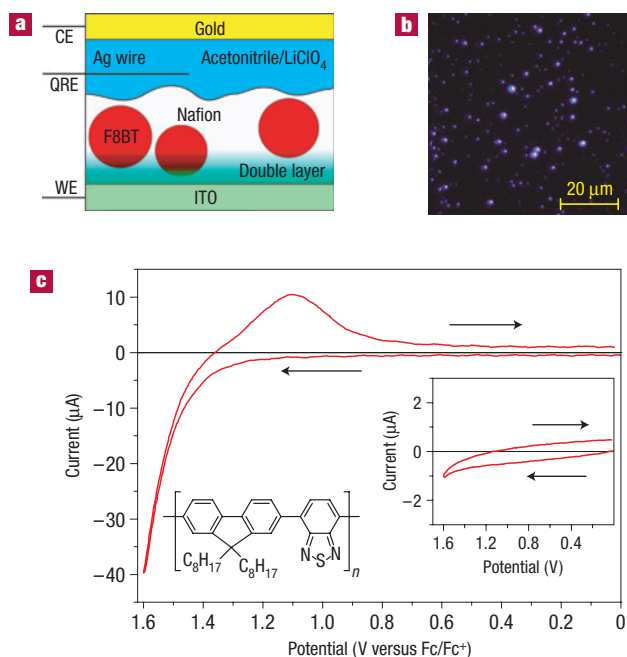 a
CE
Gold
Ag wire
Acetonitrile/LiClO₄
QRE
Nafion
F8BT
Double layer
WE
ITO
b
20 μm
c
10
0
−10
−20
−30
−40
Current (μA)
1.6
1.4
1.2
1.0
0.8
0.6
0.4
0.2
0
Potential (V versus Fc/Fc⁺)
C₈H₁₇
C₈H₁₇
N
S
N
n
2
0
−2
Current (μA)
1.6
1.2
0.8
0.4
Potential (V)